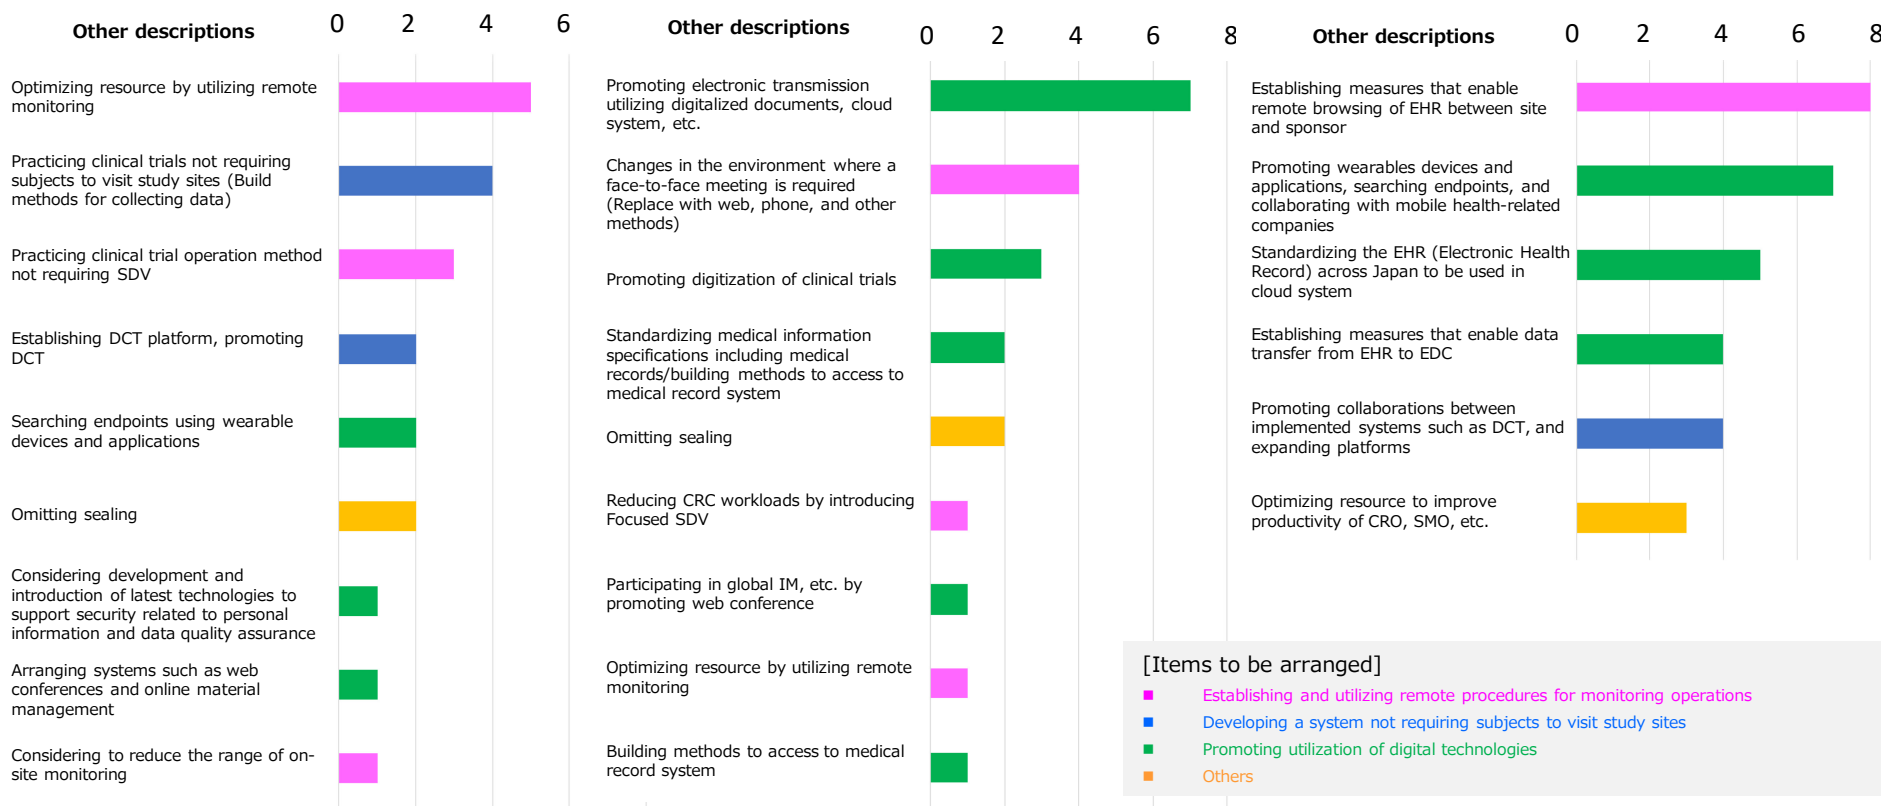 Other descriptions
0 2 4 6
Optimizing resource by utilizing remote
monitoring
Practicing clinical trials not requiring
subjects to visit study sites (Build
methods for collecting data)
Practicing clinical trial operation method
not requiring SDV
Establishing DCT platform, promoting
DCT
Searching endpoints using wearable
devices and applications
Omitting sealing
Considering development and
introduction of latest technologies to
support security related to personal
information and data quality assurance
Arranging systems such as web
conferences and online material
management
Considering to reduce the range of on-
site monitoring
Other descriptions
0 2 4 6 8
Promoting electronic transmission
utilizing digitalized documents, cloud
system, etc.
Changes in the environment where a
face-to-face meeting is required
(Replace with web, phone, and other
methods)
Promoting digitization of clinical trials
Standardizing medical information
specifications including medical
records/building methods to access to
medical record system
Omitting sealing
Reducing CRC workloads by introducing
Focused SDV
Participating in global IM, etc. by
promoting web conference
Optimizing resource by utilizing remote
monitoring
Building methods to access to medical
record system
Other descriptions
0 2 4 6 8
Establishing measures that enable
remote browsing of EHR between site
and sponsor
Promoting wearables devices and
applications, searching endpoints, and
collaborating with mobile health-related
companies
Standardizing the EHR (Electronic Health
Record) across Japan to be used in
cloud system
Establishing measures that enable data
transfer from EHR to EDC
Promoting collaborations between
implemented systems such as DCT, and
expanding platforms
Optimizing resource to improve
productivity of CRO, SMO, etc.
[Items to be arranged]
Establishing and utilizing remote procedures for monitoring operations
Developing a system not requiring subjects to visit study sites
Promoting utilization of digital technologies
Others